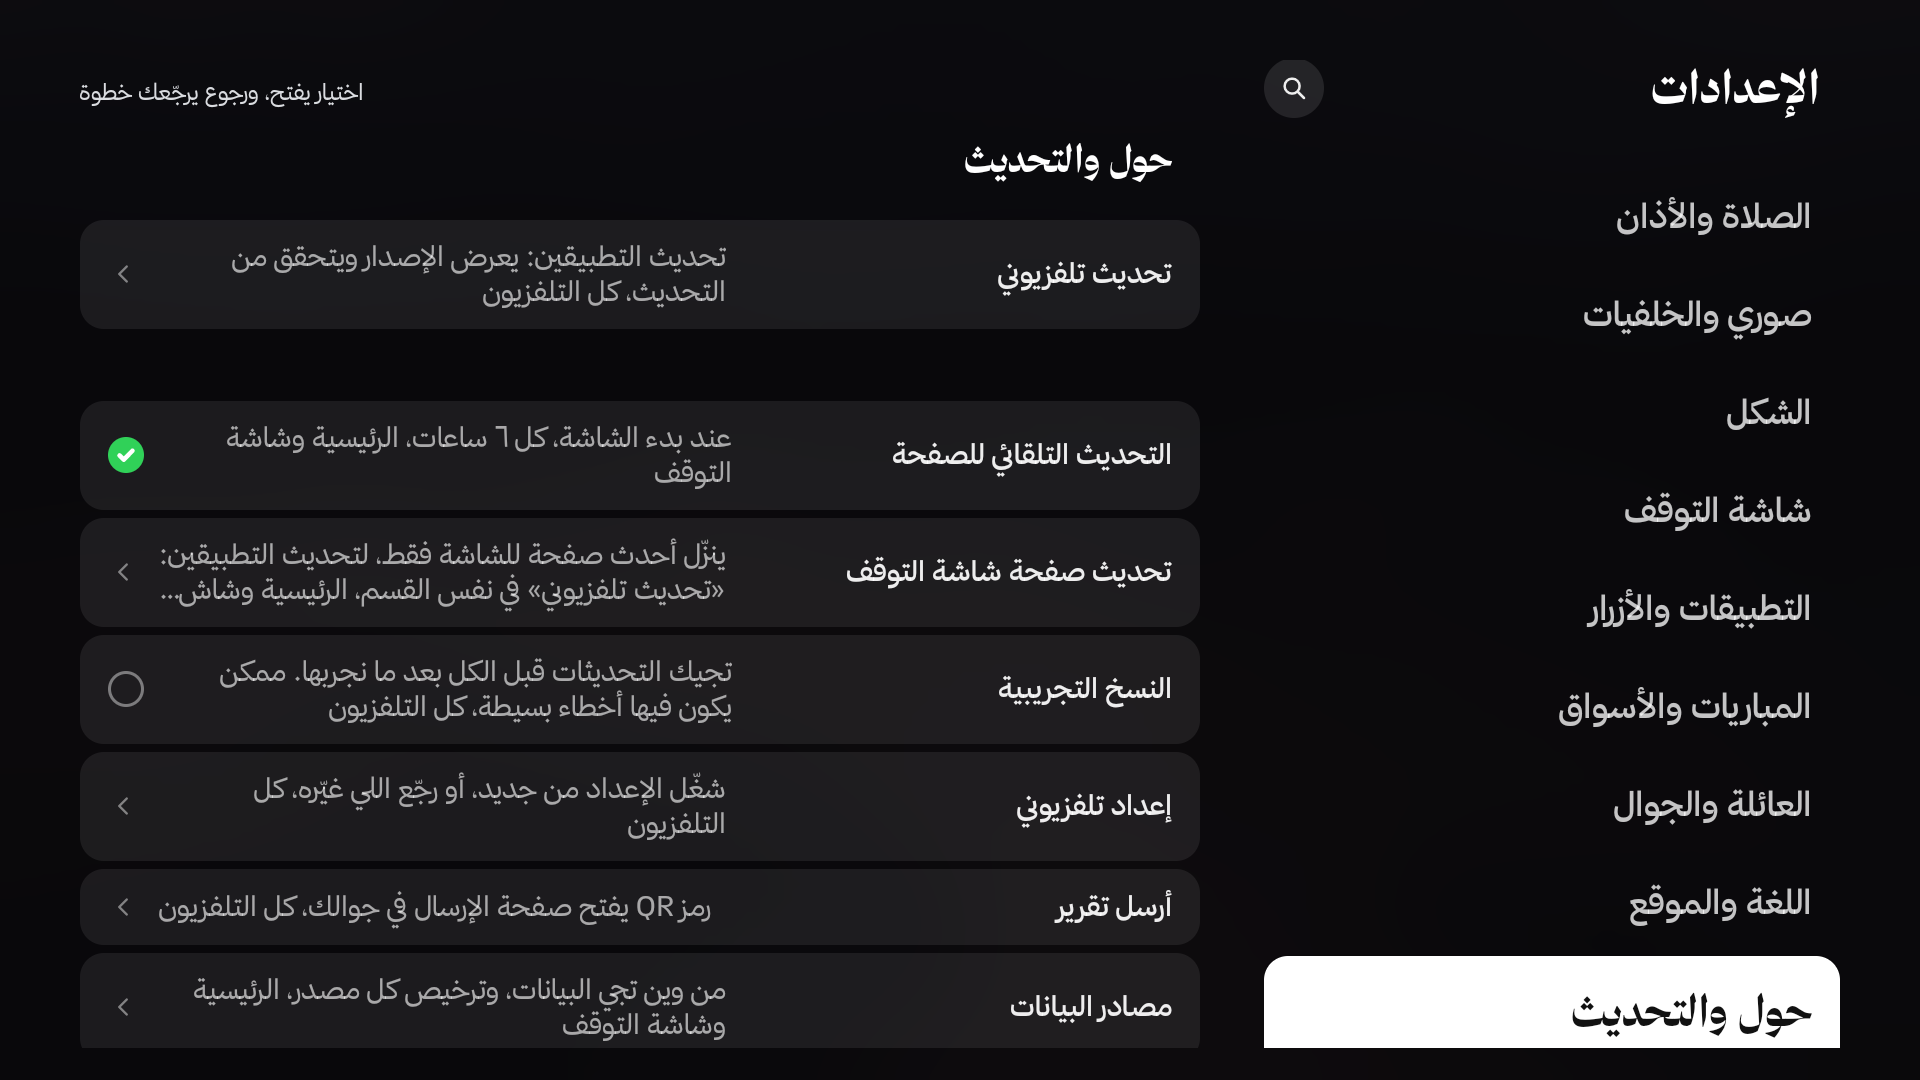 الإعدادات
اختيار يفتح، ورجوع يرجّعك خطوة
الصلاة والأذان
صوري والخلفيات
الشكل
شاشة التوقف
التطبيقات والأزرار
المباريات والأسواق
العائلة والجوال
اللغة والموقع
حول والتحديث
حول والتحديث
تحديث تلفزيوني
تحديث التطبيقين: يعرض الإصدار ويتحقق من
التحديث، كل التلفزيون
التحديث التلقائي للصفحة
عند بدء الشاشة، كل ٦ ساعات، الرئيسية وشاشة
التوقف
تحديث صفحة شاشة التوقف
ينزّل أحدث صفحة للشاشة فقط، لتحديث التطبيقين:
«تحديث تلفزيوني» في نفس القسم، الرئيسية وشاش...
النسخ التجريبية
تجيك التحديثات قبل الكل بعد ما نجربها. ممكن
يكون فيها أخطاء بسيطة، كل التلفزيون
إعداد تلفزيوني
شغّل الإعداد من جديد، أو رجّع اللي غيّره، كل
التلفزيون
أرسل تقرير
رمز QR يفتح صفحة الإرسال في جوالك، كل التلفزيون
مصادر البيانات
من وين تجي البيانات، وترخيص كل مصدر، الرئيسية
وشاشة التوقف